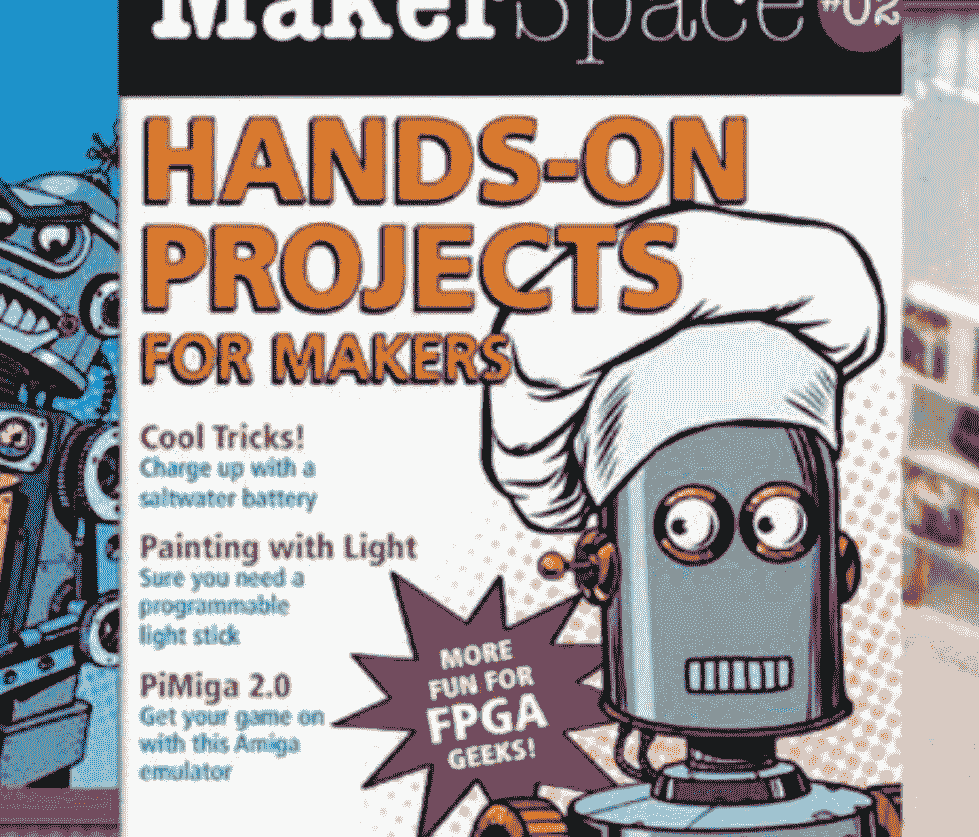 MakerSpace #02
HANDS-ON
PROJECTS
FOR MAKERS
Cool Tricks!
Charge up with a
saltwater battery
Painting with Light
Sure you need a
programmable
light stick
PiMiga 2.0
Get your game on
with this Amiga
emulator
MORE
FUN FOR
FPGA
GEEKS!